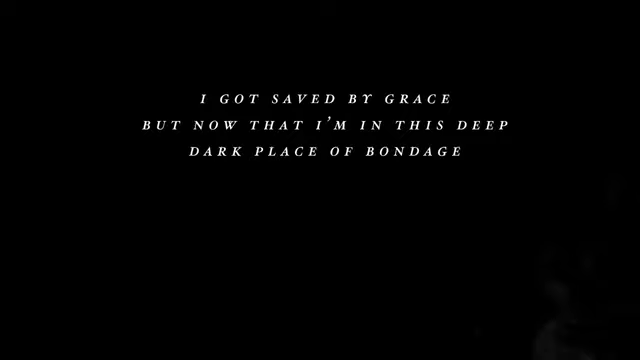 I GOT SAVED BY GRACE
BUT NOW THAT I'M IN THIS DEEP
DARK PLACE OF BONDAGE